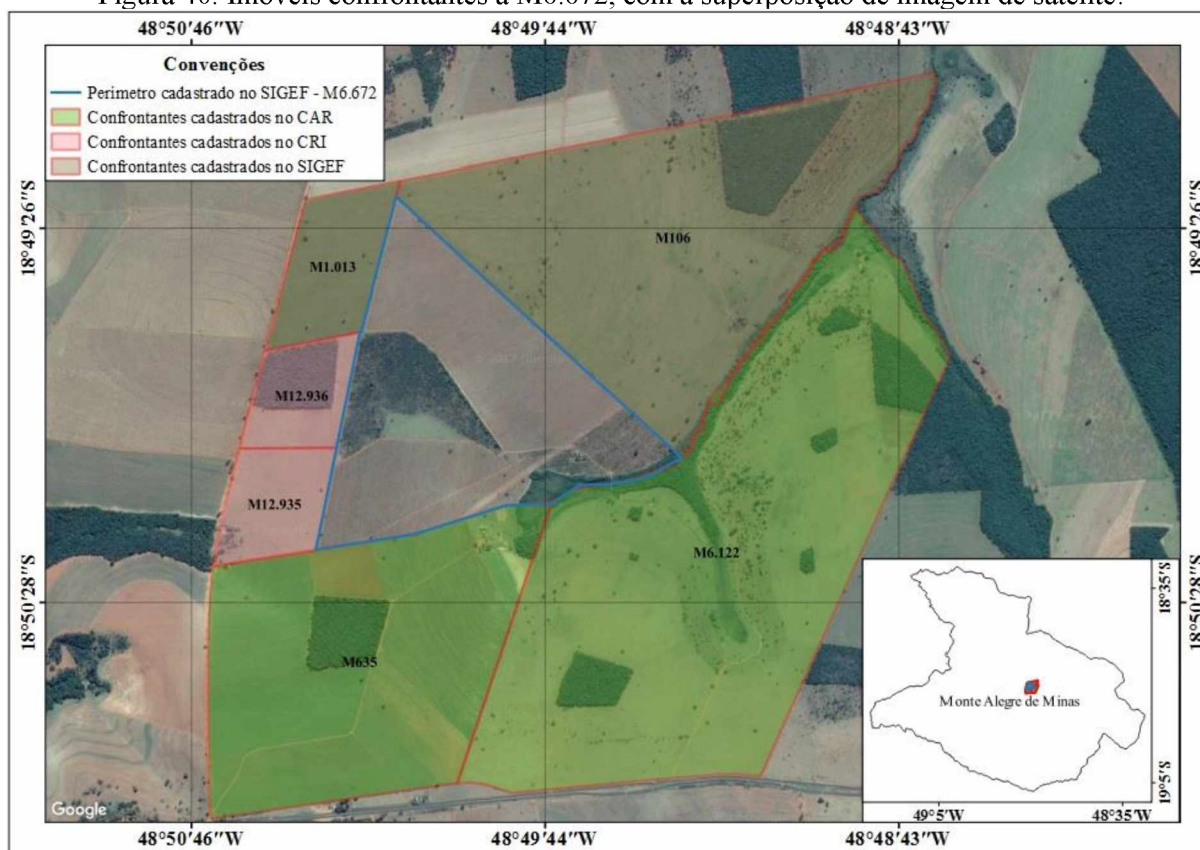 Figura 40: Imóveis confrontantes a M6.672, com a superposição de imagem de satélite.
48°50'46"W 48°49'44"W 48°48'43"W
Convenções
Perimetro cadastrado no SIGEF - M6.672
Confrontantes cadastrados no CAR
Confrontantes cadastrados no CRI
Confrontantes cadastrados no SIGEF
18°49'26"S
18°49'26"S
M106
M1.013
M12.936
M12.935
M6.122
18°50'28"S
18°50'28"S
M635
18°35'S
Monte Alegre de Minas
19°5'S
Google
19°5'W 48°35'W
48°50'46"W 48°49'44"W 48°48'43"W